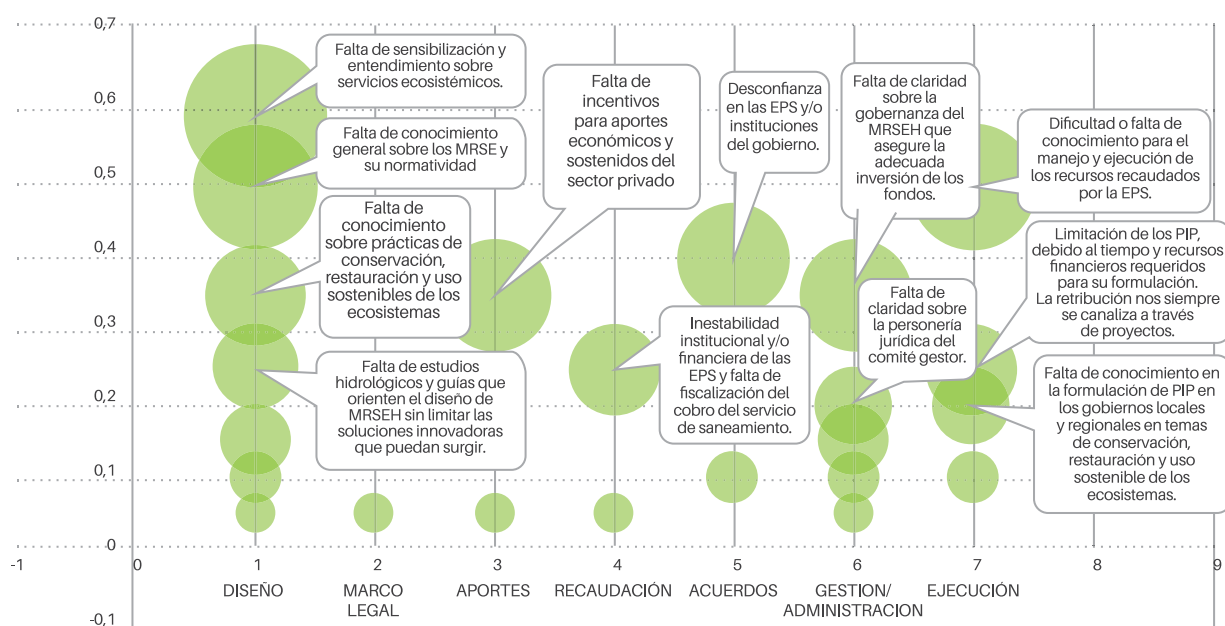 0,7
0,6
0,5
0,4
0,3
0,2
0,1
0
-0,1
Falta de sensibilización y
entendimiento sobre
servicios ecosistémicos.
Falta de conocimiento
general sobre los MRSE y
su normatividad
Falta de
conocimiento
sobre prácticas de
conservación,
restauración y uso
sostenibles de los
ecosistemas
Falta de estudios
hidrológicos y guías que
orienten el diseño de
MRSEH sin limitar las
soluciones innovadoras
que puedan surgir.
Falta de
incentivos
para aportes
económicos y
sostenidos del
sector privado
Desconfianza
en las EPS y/o
instituciones
del gobierno.
Inestabilidad
institucional y/o
financiera de las
EPS y falta de
fiscalización del
cobro del servicio
de saneamiento.
Falta de claridad
sobre la
gobernanza del
MRSEH que
asegure la
adecuada
inversión de los
fondos.
Falta de
claridad sobre
la personería
jurídica del
comité gestor.
Dificultad o falta de
conocimiento para el
manejo y ejecución de
los recursos recaudados
por la EPS.
Limitación de los PIP,
debido al tiempo y recursos
financieros requeridos
para su formulación.
La retribución nos siempre
se canaliza a través
de proyectos.
Falta de conocimiento en
la formulación de PIP en
los gobiernos locales
y regionales en temas
de conservación,
restauración y uso
sostenible de los
ecosistemas.
-1 0 1 2 3 4 5 6 7 8 9
DISEÑO
MARCO
LEGAL
APORTES
RECAUDACIÓN
ACUERDOS
GESTION/
ADMINISTRACION
EJECUCIÓN